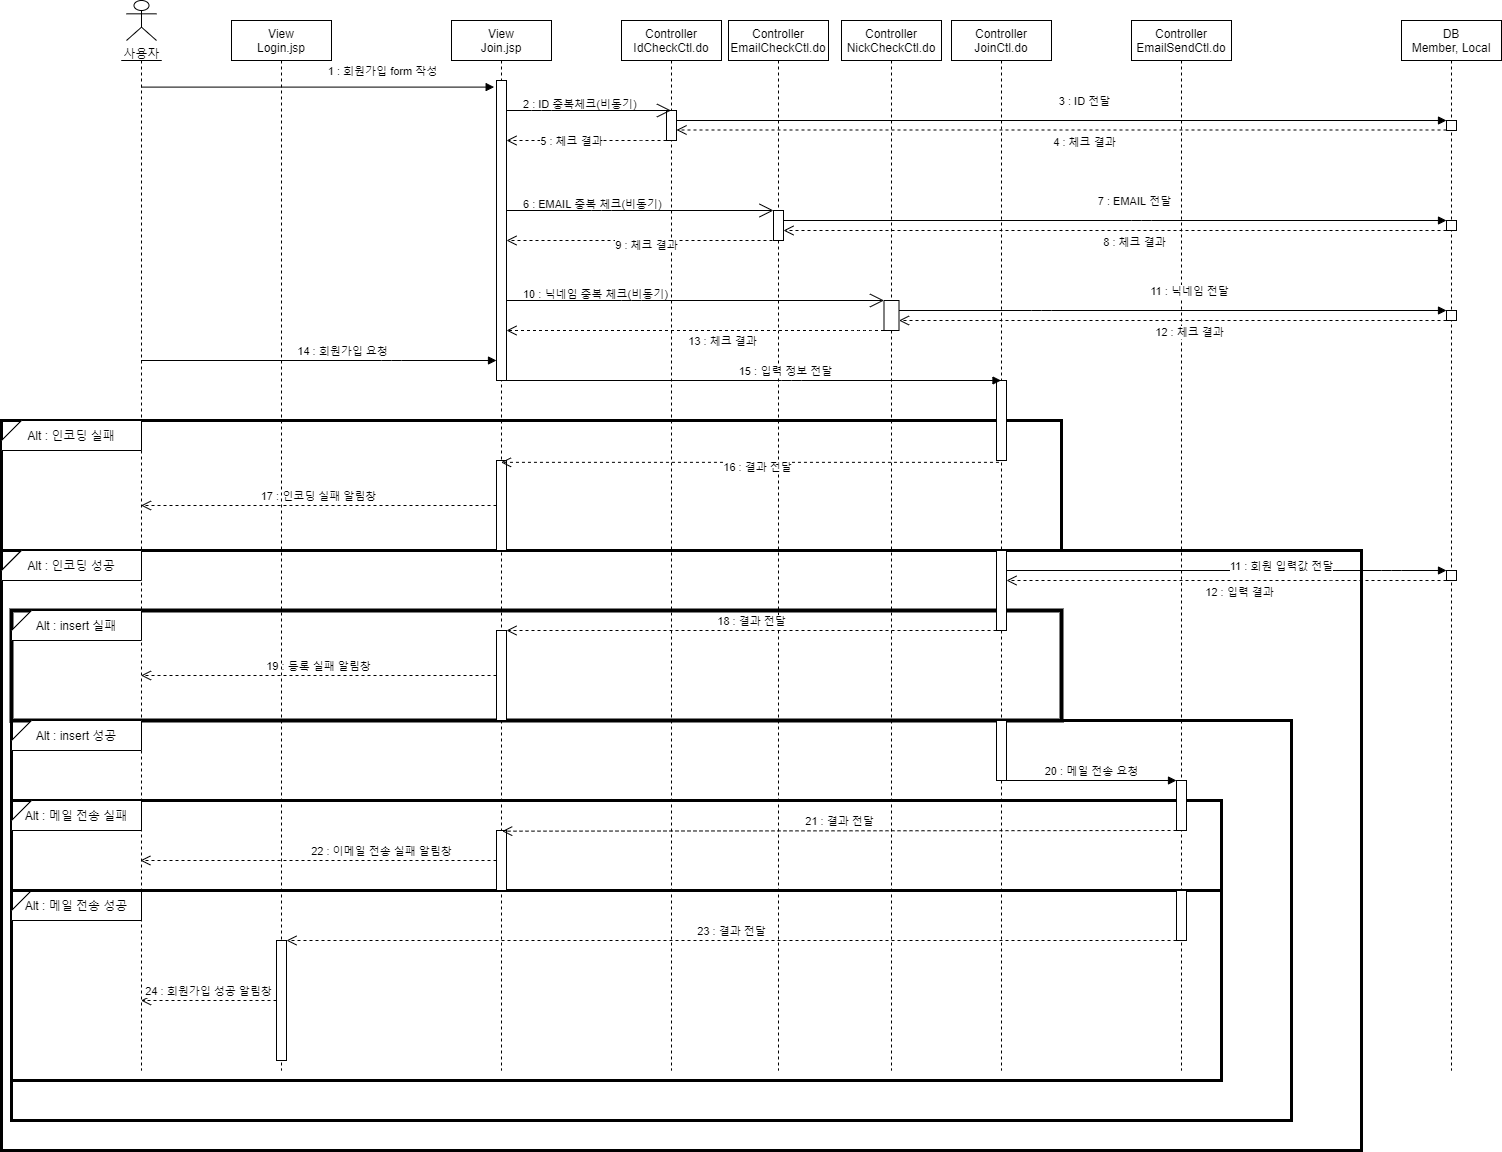 사용자
View
Login.jsp
View
Join.jsp
Controller
IdCheckCtl.do
Controller
EmailCheckCtl.do
Controller
NickCheckCtl.do
Controller
JoinCtl.do
Controller
EmailSendCtl.do
DB
Member, Local
1 : 회원가입 form 작성
2 : ID 중복체크(비동기)
3 : ID 전달
4 : 체크 결과
5 : 체크 결과
6 : EMAIL 중복 체크(비동기)
7 : EMAIL 전달
8 : 체크 결과
9 : 체크 결과
10 : 닉네임 중복 체크(비동기)
11 : 닉네임 전달
12 : 체크 결과
13 : 체크 결과
14 : 회원가입 요청
15 : 입력 정보 전달
Alt : 인코딩 실패
16 : 결과 전달
17 : 인코딩 실패 알림창
Alt : 인코딩 성공
11 : 회원 입력값 전달
12 : 입력 결과
Alt : insert 실패
18 : 결과 전달
19 : 등록 실패 알림창
Alt : insert 성공
20 : 메일 전송 요청
Alt : 메일 전송 실패
21 : 결과 전달
22 : 이메일 전송 실패 알림창
Alt : 메일 전송 성공
23 : 결과 전달
24 : 회원가입 성공 알림창